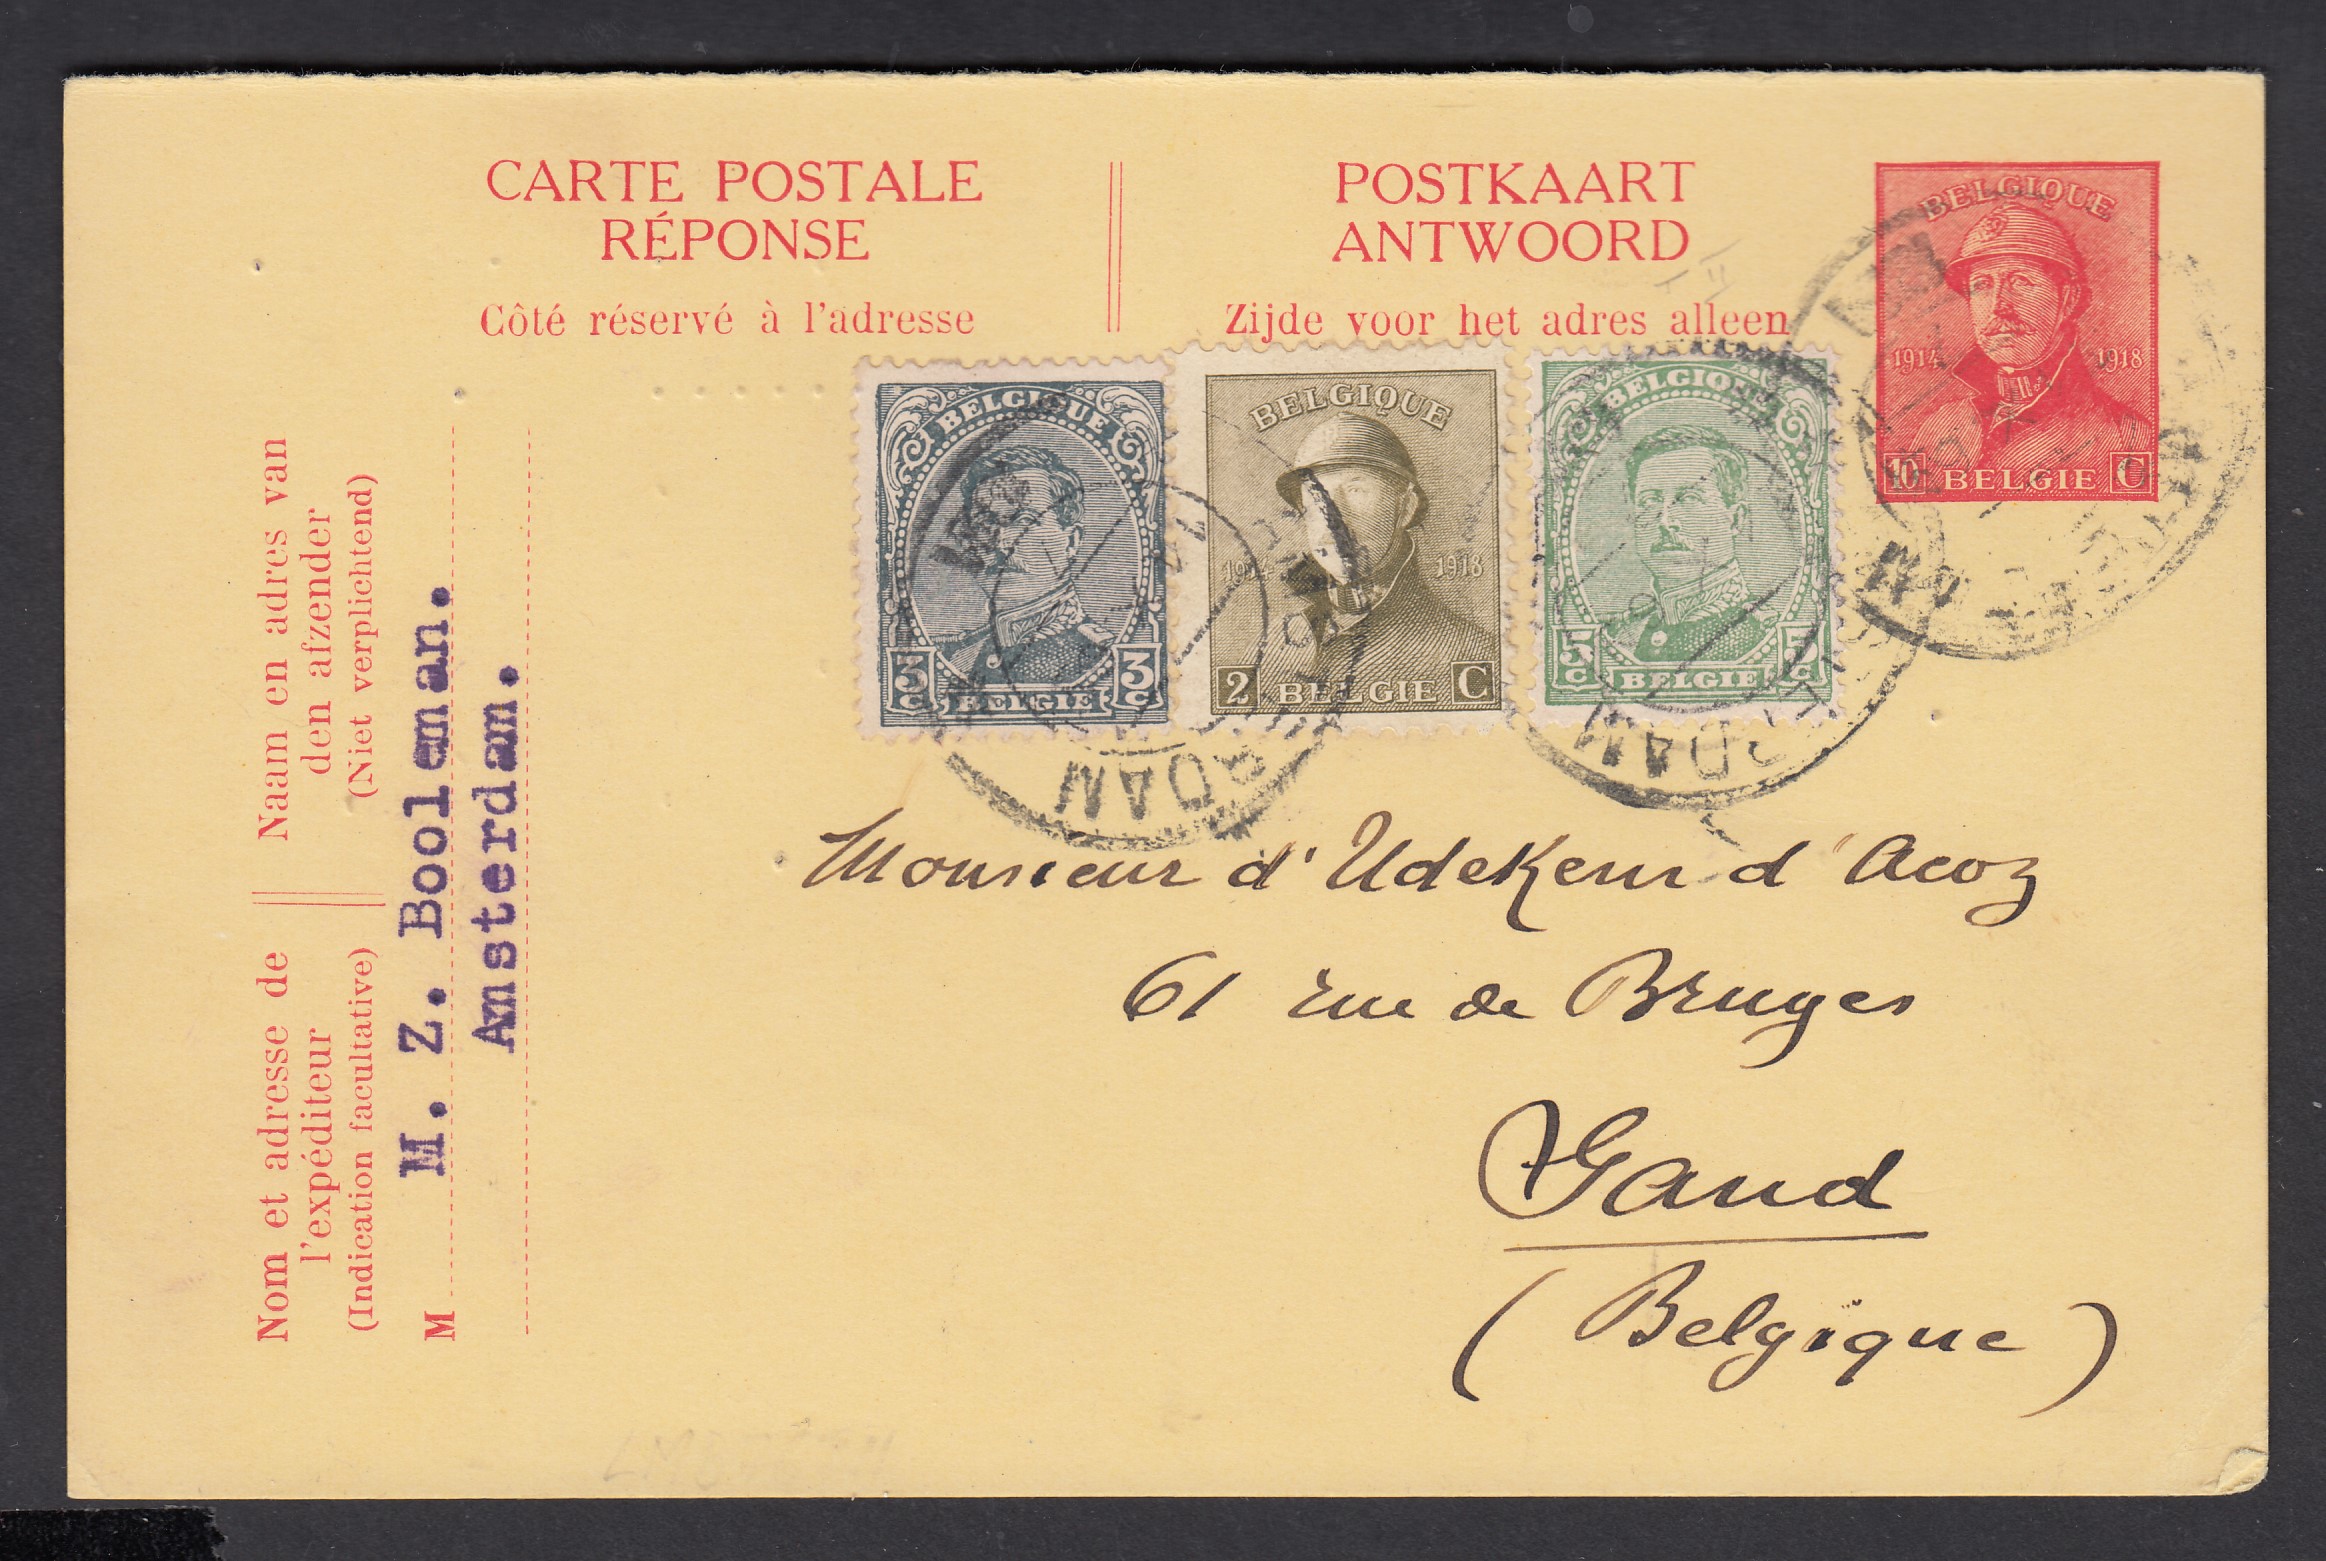 CARTE POSTALE
RÉPONSE
Côté réservé à l'adresse
POSTKAART
ANTWOORD
Zijde voor het adres alleen
BELGIQUE
1914 1918
10 BELGIE C
BELGIQUE
3 C BELGIE 3 C
BELGIQUE
1914 1918
2 BELGIE C
BELGIQUE
5 C BELGIE 5 C
RDAM
RDAM
Naam en adres van
den afzender
(Niet verplichtend)
Nom et adresse de
l'expéditeur
(Indication facultative)
M M. Z. Booleman.
Amsterdam.
Monsieur d'Udekem d'Acoz
61 rue de Bruges
Gand
(Belgique)